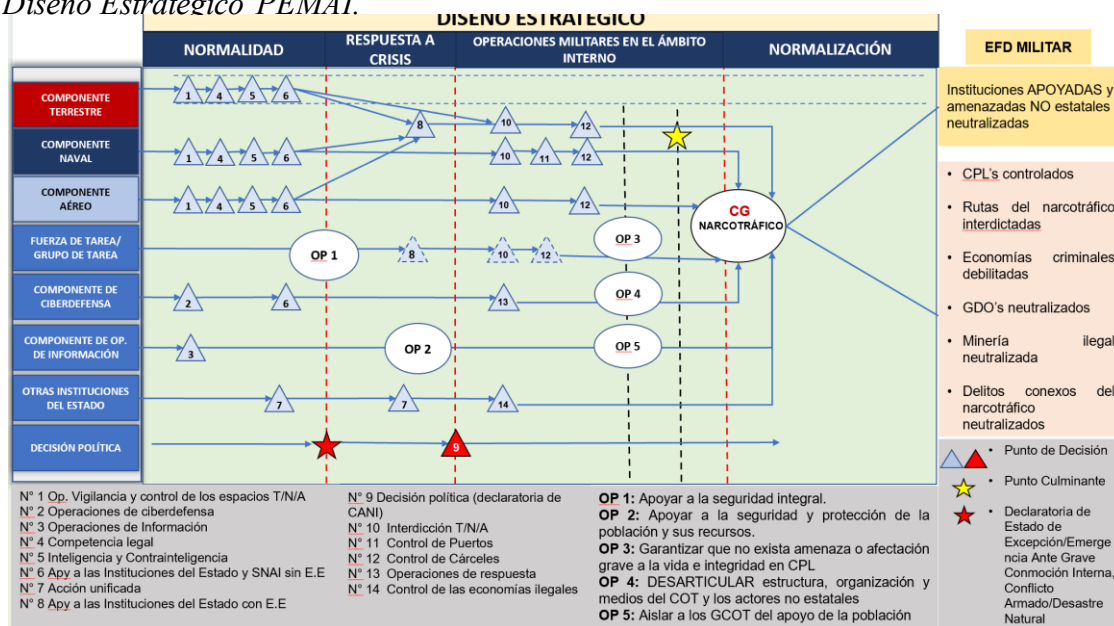 Diseño Estratégico PEMAI.
DISEÑO ESTRATÉGICO
NORMALIDAD
RESPUESTA A
CRISIS
OPERACIONES MILITARES EN EL ÁMBITO
INTERNO
NORMALIZACIÓN
EFD MILITAR
COMPONENTE
TERRESTRE
1 4 5 6
8
10 12
COMPONENTE
NAVAL
1 4 5 6
10 11 12
COMPONENTE
AÉREO
1 4 5 6
10 12
CG
NARCOTRÁFICO
FUERZA DE TAREA/
GRUPO DE TAREA
OP 1
8
10 12
OP 3
COMPONENTE DE
CIBERDEFENSA
2 6
13
OP 4
COMPONENTE DE OP.
DE INFORMACIÓN
3
OP 2
OP 5
OTRAS INSTITUCIONES
DEL ESTADO
7 7 14
DECISIÓN POLÍTICA
9
Instituciones APOYADAS y
amenazadas NO estatales
neutralizadas
• CPL's controlados
• Rutas del narcotráfico
interdictadas
• Economías criminales
debilitadas
• GDO's neutralizados
• Minería ilegal
neutralizada
• Delitos conexos del
narcotráfico
neutralizados
• Punto de Decisión
• Punto Culminante
• Declaratoria de
Estado de
Excepción/Emerge
ncia Ante Grave
Conmoción Interna,
Conflicto
Armado/Desastre
Natural
N° 1 Op. Vigilancia y control de los espacios T/N/A
N° 2 Operaciones de ciberdefensa
N° 3 Operaciones de Información
N° 4 Competencia legal
N° 5 Inteligencia y Contrainteligencia
N° 6 Apy a las Instituciones del Estado y SNAI sin E.E
N° 7 Acción unificada
N° 8 Apy a las Instituciones del Estado con E.E
N° 9 Decisión política (declaratoria de
CANI)
N° 10 Interdicción T/N/A
N° 11 Control de Puertos
N° 12 Control de Cárceles
N° 13 Operaciones de respuesta
N° 14 Control de las economías ilegales
OP 1: Apoyar a la seguridad integral.
OP 2: Apoyar a la seguridad y protección de la
población y sus recursos.
OP 3: Garantizar que no exista amenaza o afectación
grave a la vida e integridad en CPL
OP 4: DESARTICULAR estructura, organización y
medios del COT y los actores no estatales
OP 5: Aislar a los GCOT del apoyo de la población